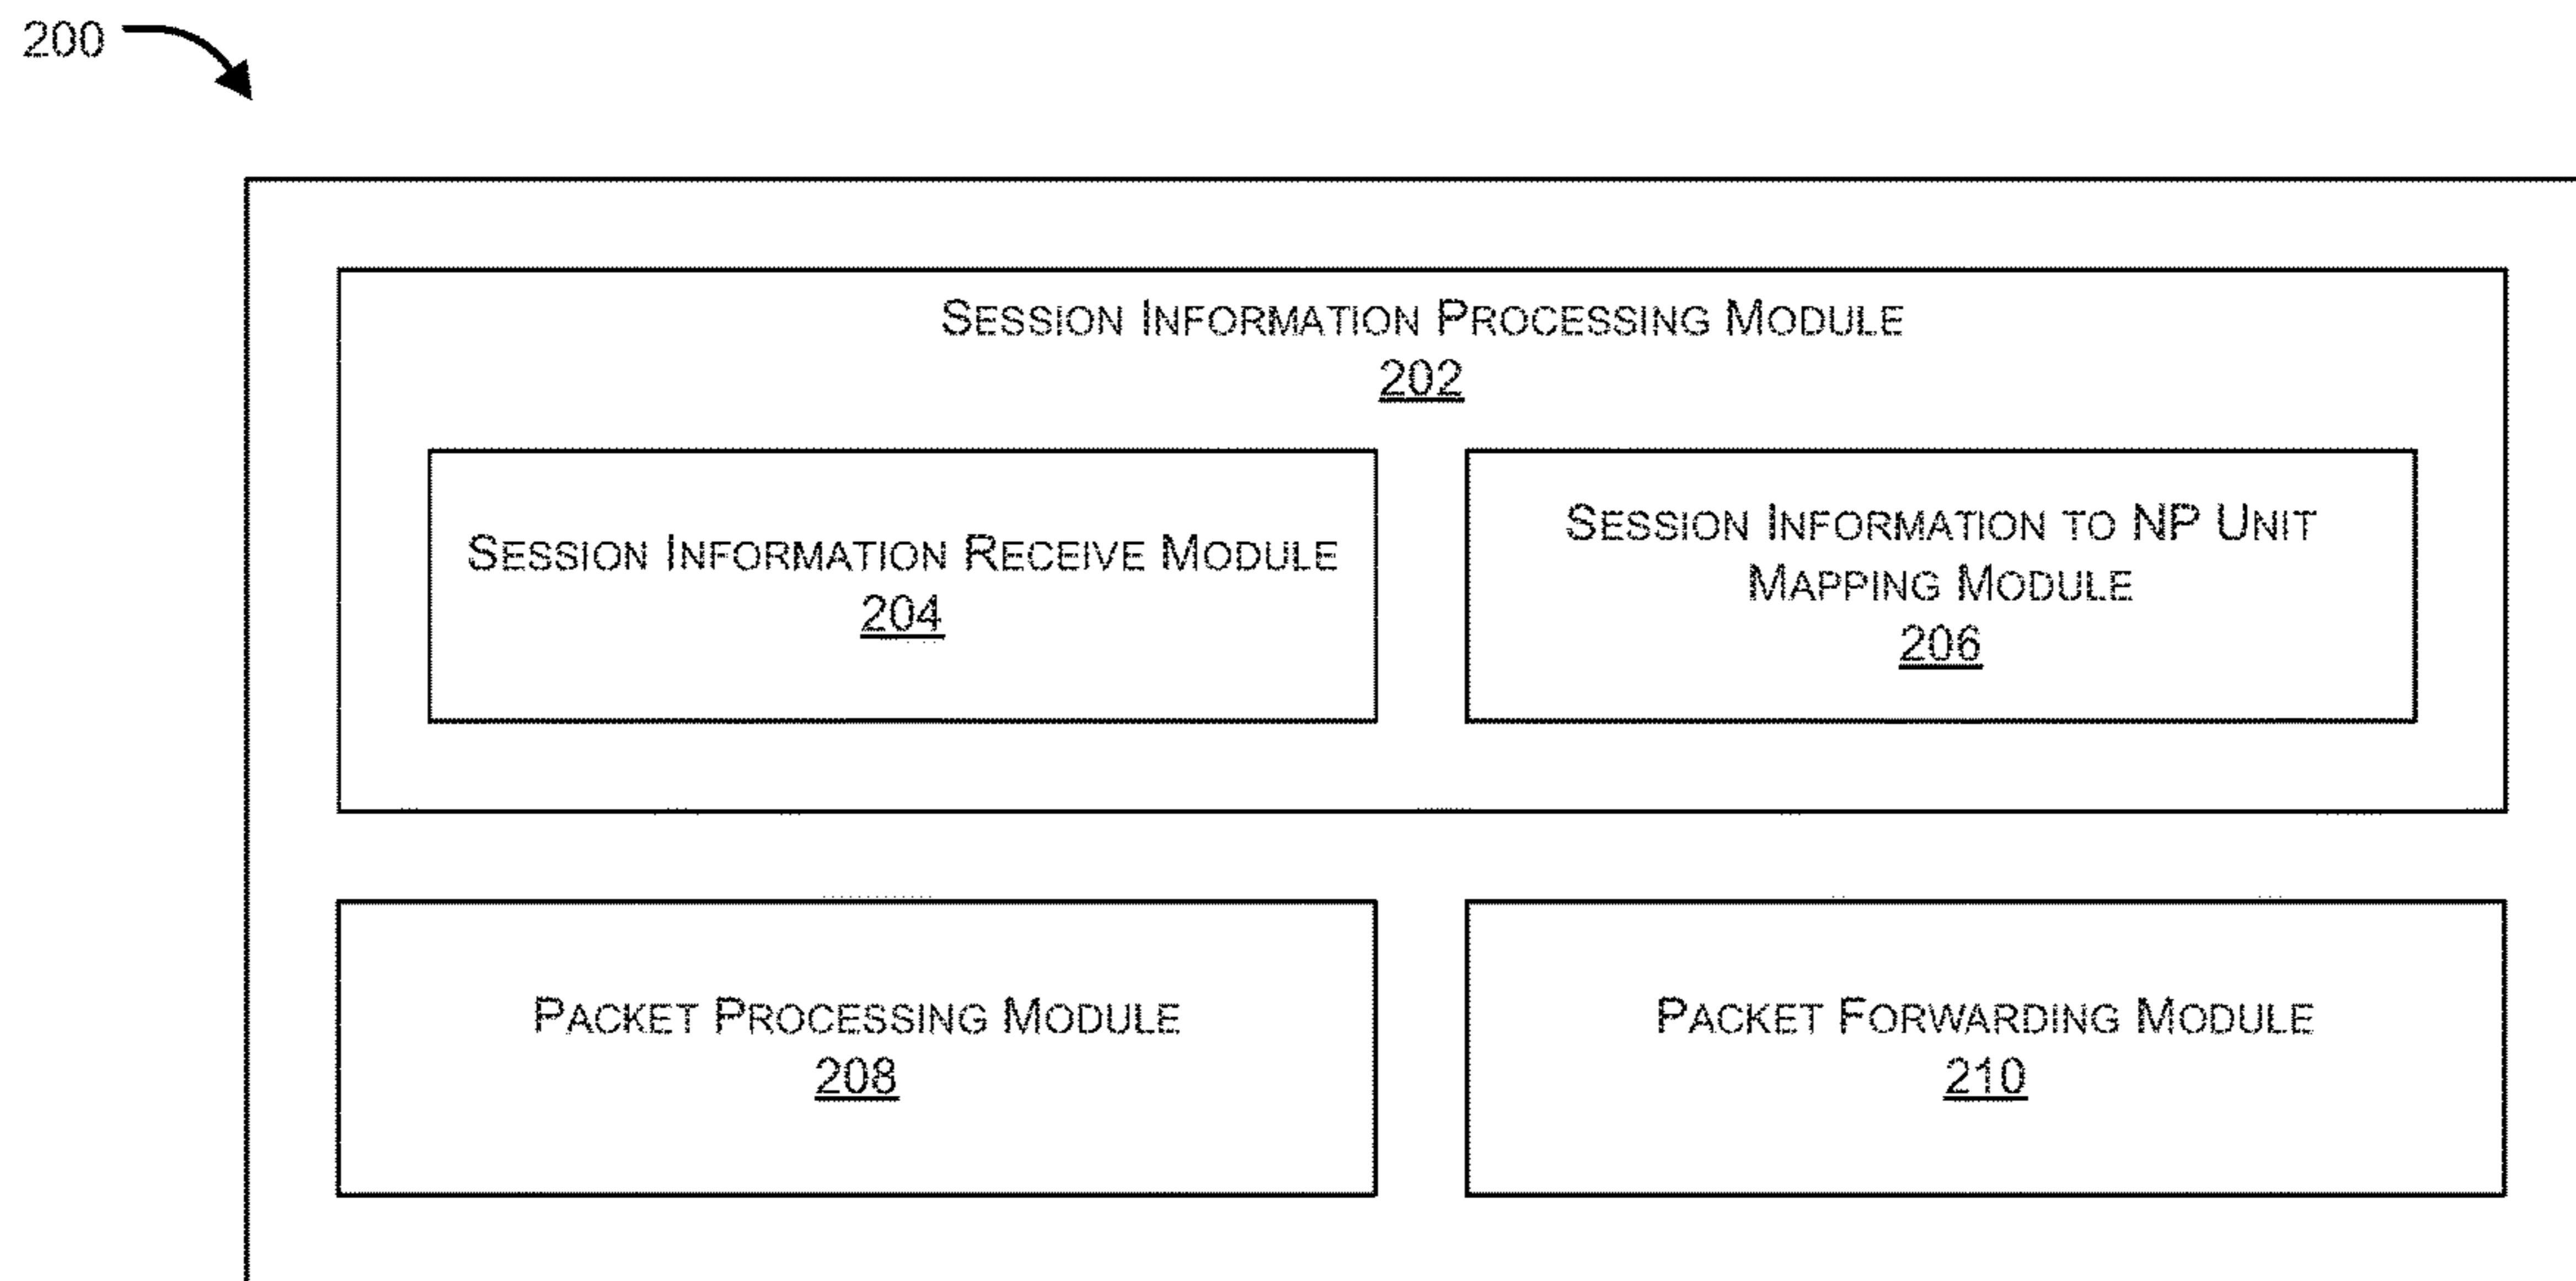 200
SESSION INFORMATION PROCESSING MODULE
202
SESSION INFORMATION RECEIVE MODULE
204
SESSION INFORMATION TO NP UNIT
MAPPING MODULE
206
PACKET PROCESSING MODULE
208
PACKET FORWARDING MODULE
210